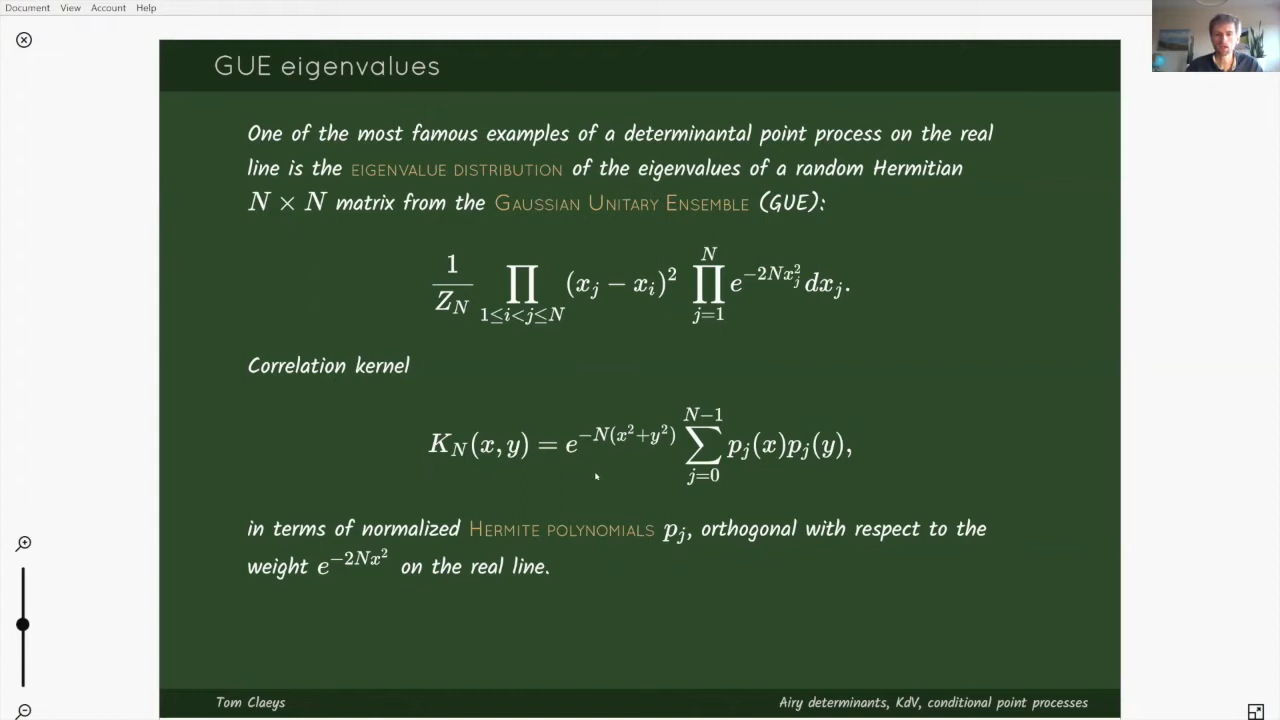 Document View Account Help
GUE eigenvalues
One of the most famous examples of a determinantal point process on the real
line is the EIGENVALUE DISTRIBUTION of the eigenvalues of a random Hermitian
N × N matrix from the GAUSSIAN UNITARY ENSEMBLE (GUE):
\frac{1}{Z_N} \prod_{1≤i<j≤N} (x_j − x_i)^2 \prod_{j=1}^{N} e^{−2Nx_j^2} dx_j.
Correlation kernel
K_N(x, y) = e^{−N(x^2+y^2)} \sum_{j=0}^{N−1} p_j(x)p_j(y),
in terms of normalized HERMITE POLYNOMIALS p_j, orthogonal with respect to the
weight e^{−2Nx^2} on the real line.
Tom Claeys Airy determinants, KdV, conditional point processes